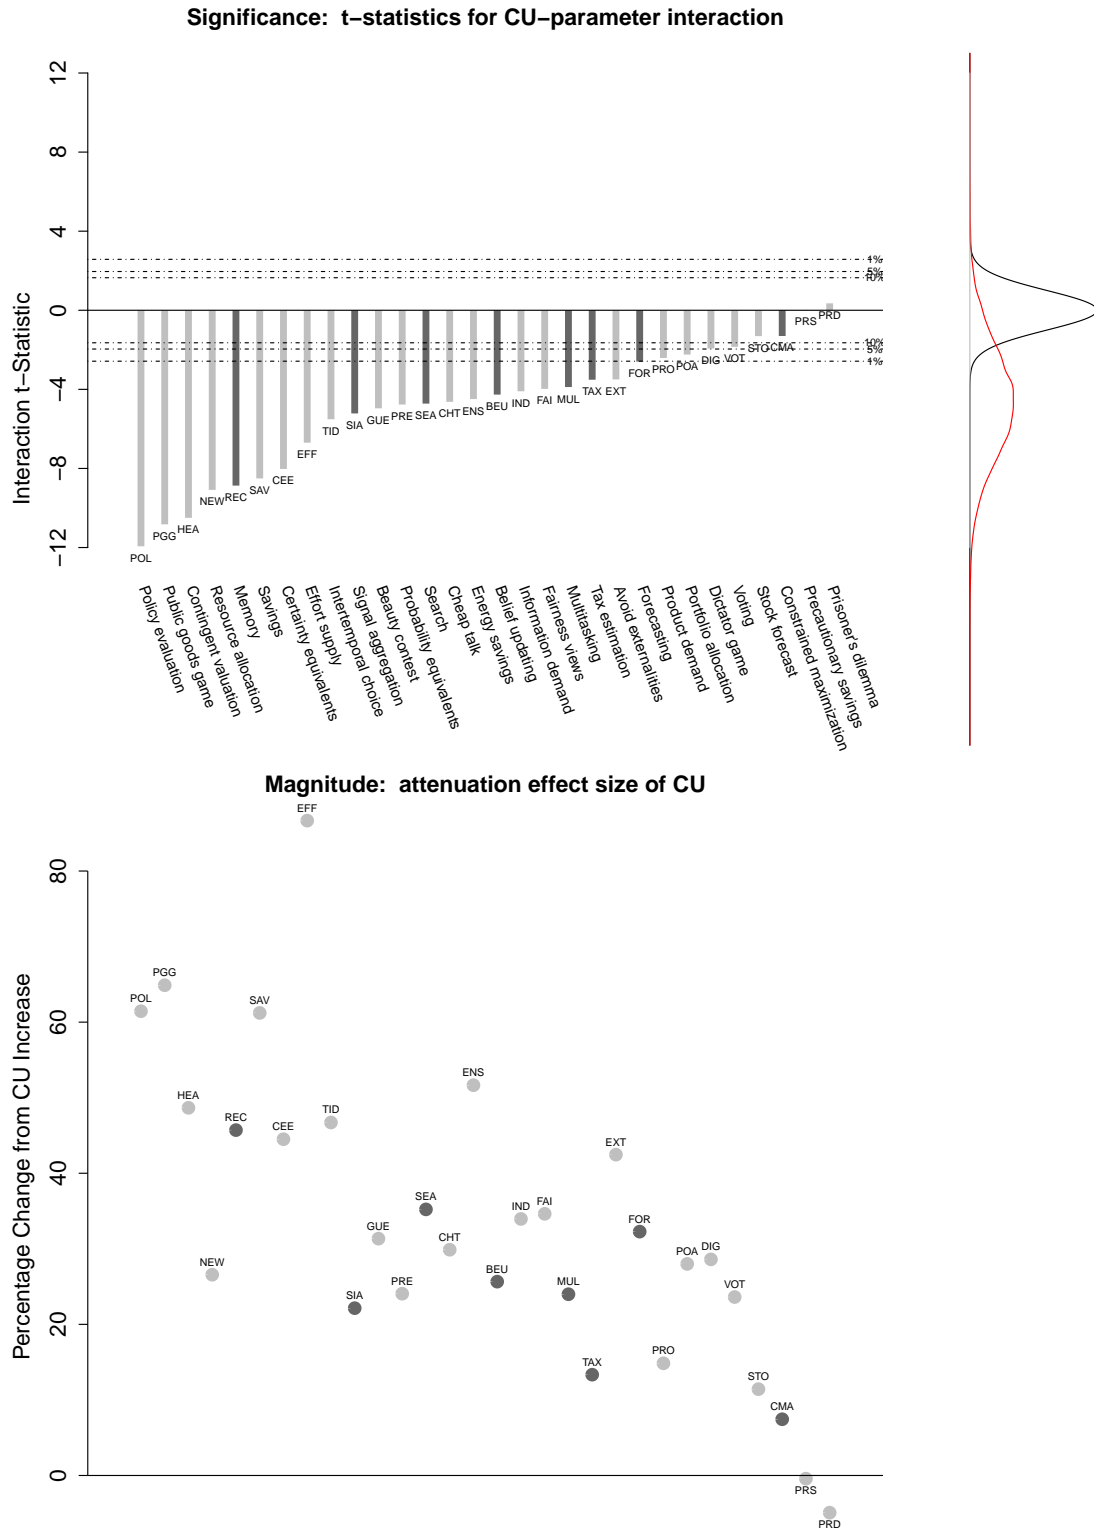 Significance:  t−statistics for CU−parameter interaction
Interaction t−Statistic
12
8
4
0
−4
−8
−12
1%
5%
10%
10%
5%
1%
POL
PGG
HEA
NEW
REC
SAV
CEE
EFF
TID
SIA
GUE
PRE
SEA
CHT
ENS
BEU
IND
FAI
MUL
TAX
EXT
FOR
PRO
POA
DIG
VOT
STO
CMA
PRS
PRD
Policy evaluation
Public goods game
Contingent valuation
Resource allocation
Memory
Savings
Certainty equivalents
Effort supply
Intertemporal choice
Signal aggregation
Beauty contest
Probability equivalents
Search
Cheap talk
Energy savings
Belief updating
Information demand
Fairness views
Multitasking
Tax estimation
Avoid externalities
Forecasting
Product demand
Portfolio allocation
Dictator game
Voting
Stock forecast
Constrained maximization
Precautionary savings
Prisoner's dilemma
Magnitude:  attenuation effect size of CU
Percentage Change from CU Increase
80
60
40
20
0
POL
PGG
HEA
NEW
REC
SAV
CEE
EFF
TID
SIA
GUE
PRE
SEA
CHT
ENS
BEU
IND
FAI
MUL
TAX
EXT
FOR
PRO
POA
DIG
VOT
STO
CMA
PRS
PRD